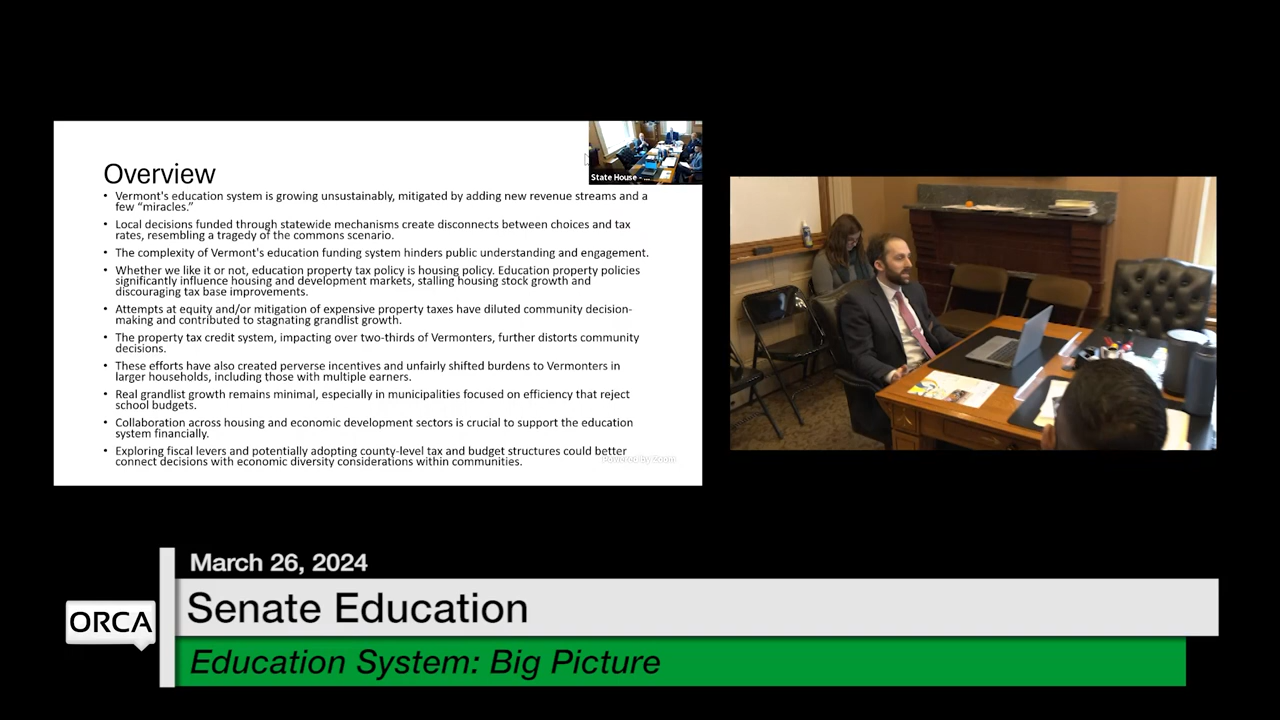 Overview
State House - ...
• Vermont's education system is growing unsustainably, mitigated by adding new revenue streams and a
few “miracles.”
• Local decisions funded through statewide mechanisms create disconnects between choices and tax
rates, resembling a tragedy of the commons scenario.
• The complexity of Vermont's education funding system hinders public understanding and engagement.
• Whether we like it or not, education property tax policy is housing policy. Education property policies
significantly influence housing and development markets, stalling housing stock growth and
discouraging tax base improvements.
• Attempts at equity and/or mitigation of expensive property taxes have diluted community decision-
making and contributed to stagnating grandlist growth.
• The property tax credit system, impacting over two-thirds of Vermonters, further distorts community
decisions.
• These efforts have also created perverse incentives and unfairly shifted burdens to Vermonters in
larger households, including those with multiple earners.
• Real grandlist growth remains minimal, especially in municipalities focused on efficiency that reject
school budgets.
• Collaboration across housing and economic development sectors is crucial to support the education
system financially.
• Exploring fiscal levers and potentially adopting county-level tax and budget structures could better
connect decisions with economic diversity considerations within communities.
Powered by Zoom
March 26, 2024
ORCA
Senate Education
Education System: Big Picture